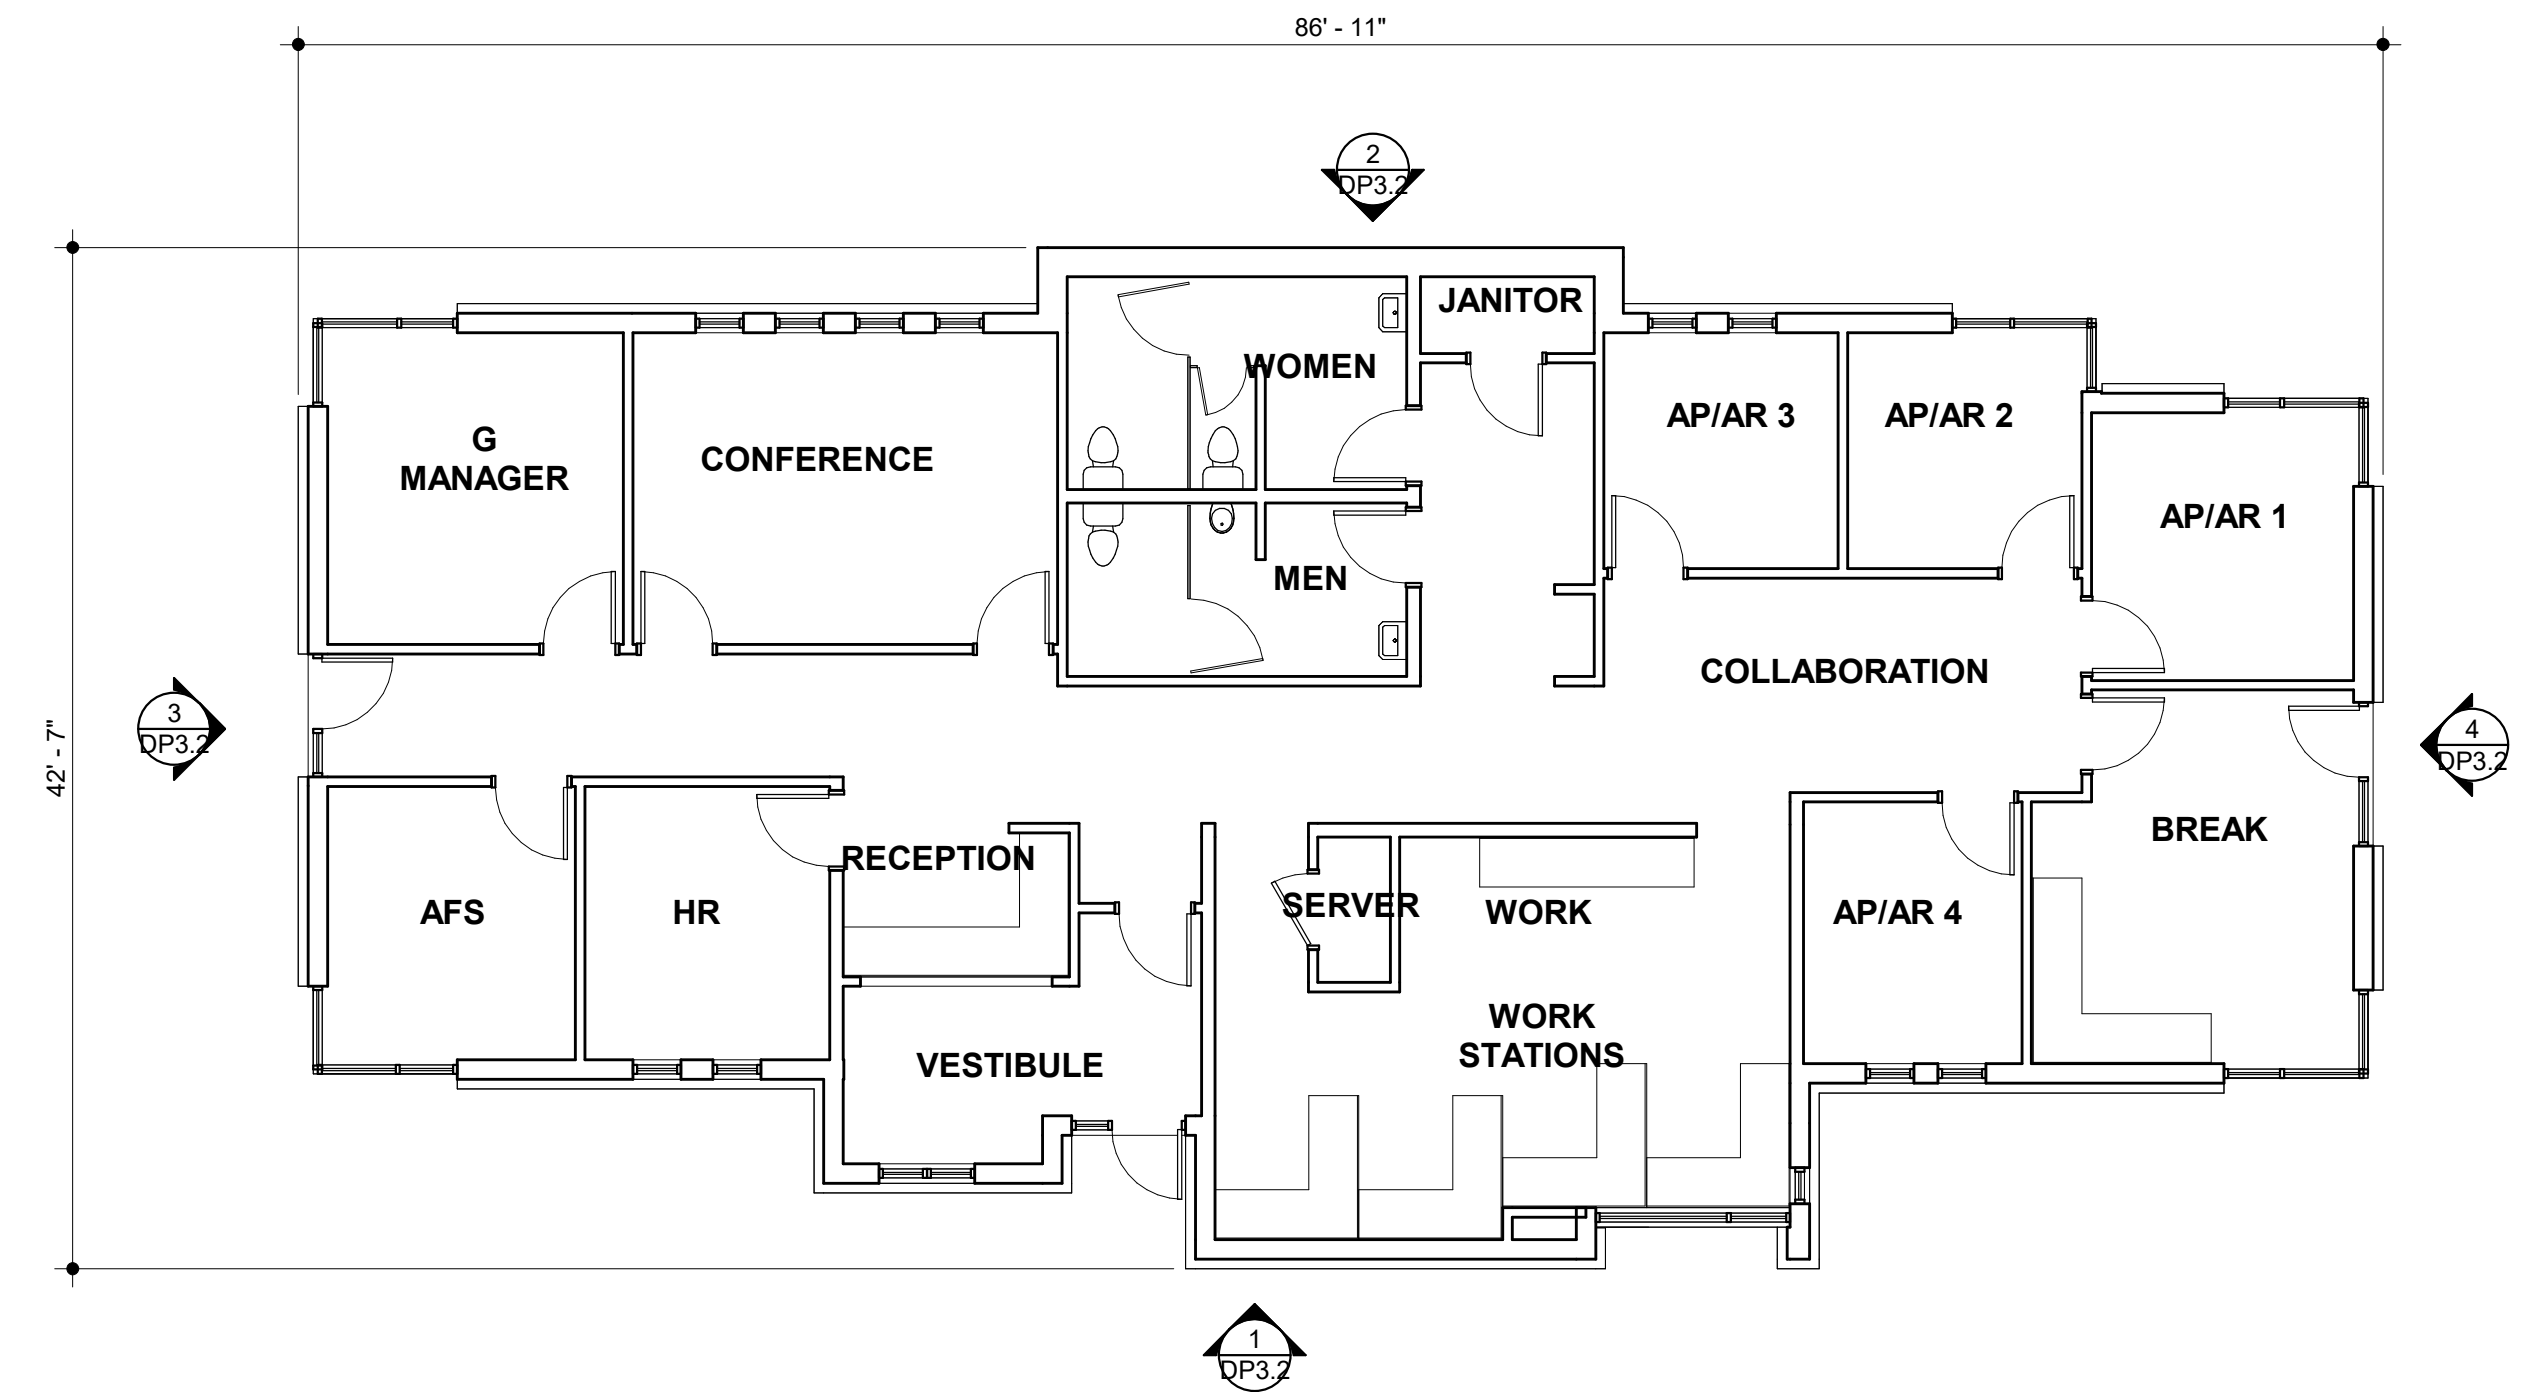 86' - 11"
2
DP3.2
JANITOR
WOMEN
AP/AR 3
AP/AR 2
G
MANAGER
CONFERENCE
AP/AR 1
MEN
COLLABORATION
3
DP3.2
42' - 7"
4
DP3.2
BREAK
RECEPTION
AFS
HR
SERVER
WORK
AP/AR 4
WORK
STATIONS
VESTIBULE
1
DP3.2